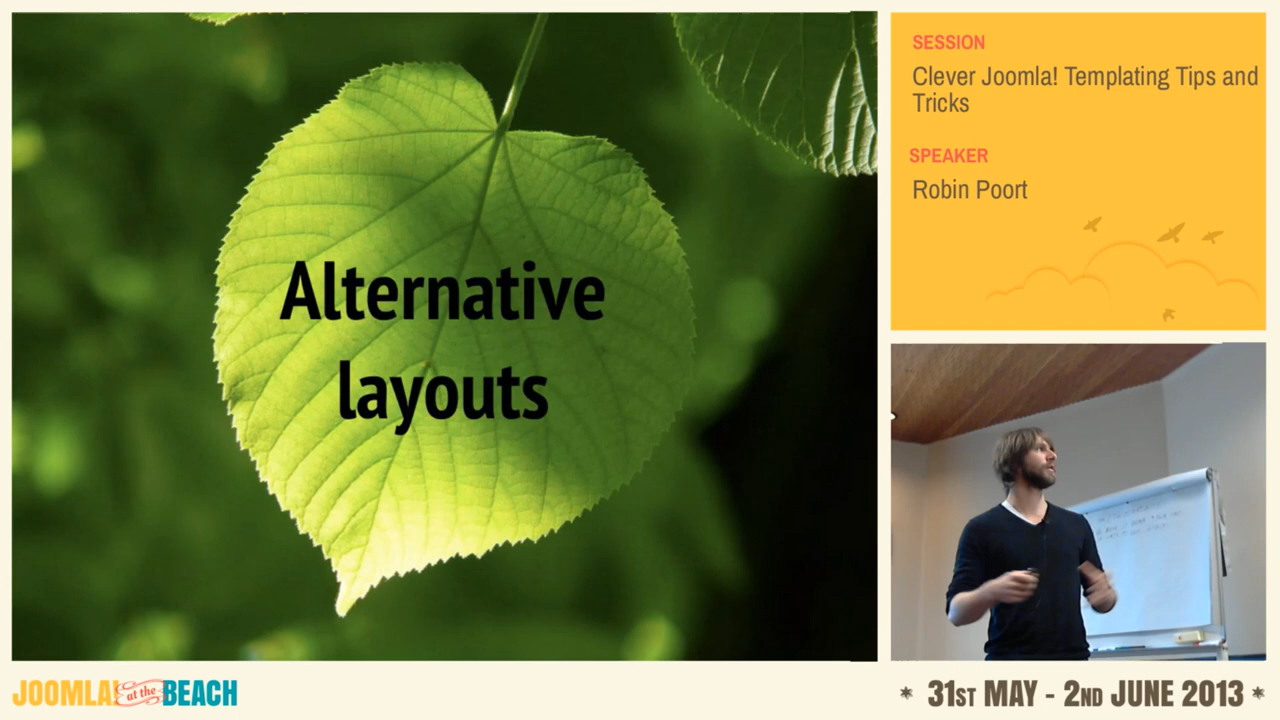 Alternative
layouts
SESSION
Clever Joomla! Templating Tips and
Tricks
SPEAKER
Robin Poort
JOOMLA! at the BEACH
* 31ST MAY - 2ND JUNE 2013 *